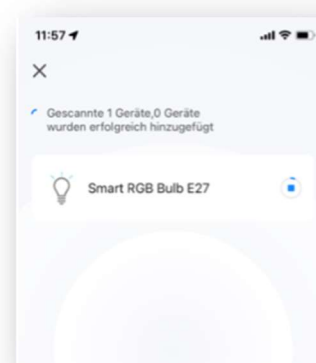 11:57
Gescannte 1 Geräte,0 Geräte
wurden erfolgreich hinzugefügt
Smart RGB Bulb E27